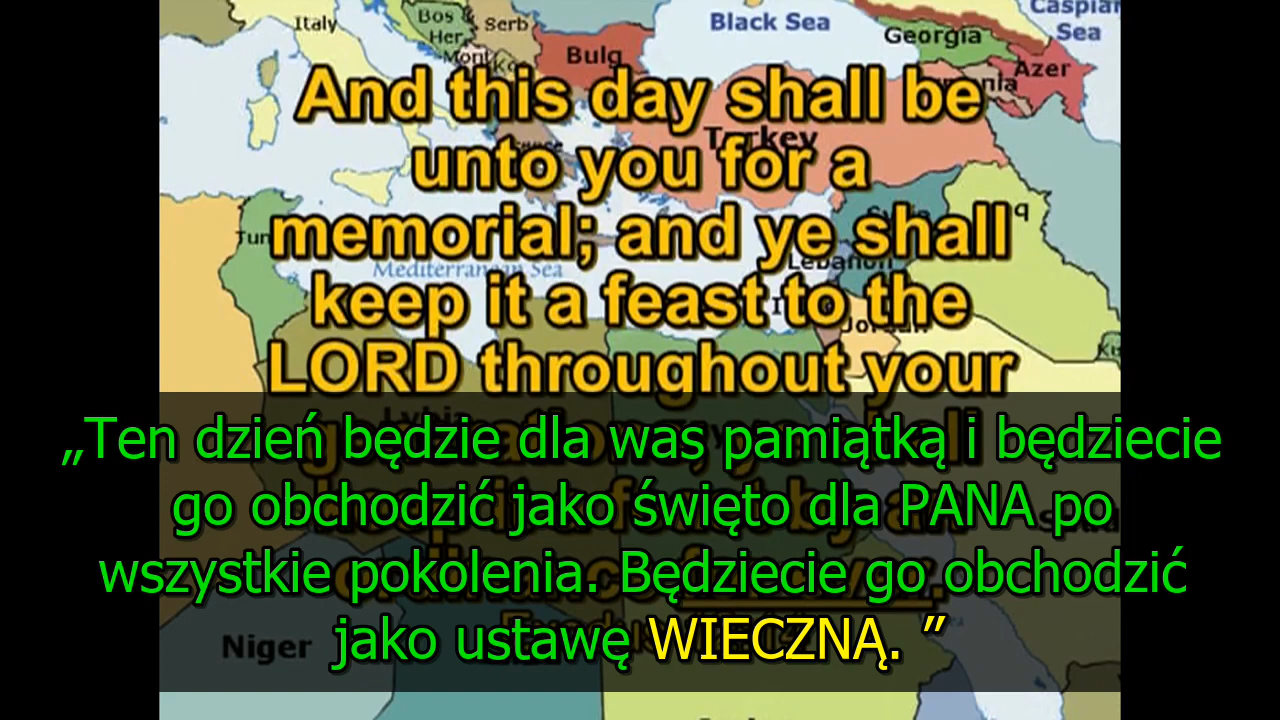 Italy
Bos &
Her
Serb
Mont
Bulg
Black Sea
Georgia
Caspian
Sea
Azer
And this day shall be
Turkey
unto you for a
memorial; and ye shall
Lebanon
Mediterranean Sea
keep it a feast to the
Jordan
LORD throughout your
„Ten dzień będzie dla was pamiątką i będziecie
go obchodzić jako święto dla PANA po
wszystkie pokolenia. Będziecie go obchodzić
jako ustawę WIECZNĄ. ”
Niger